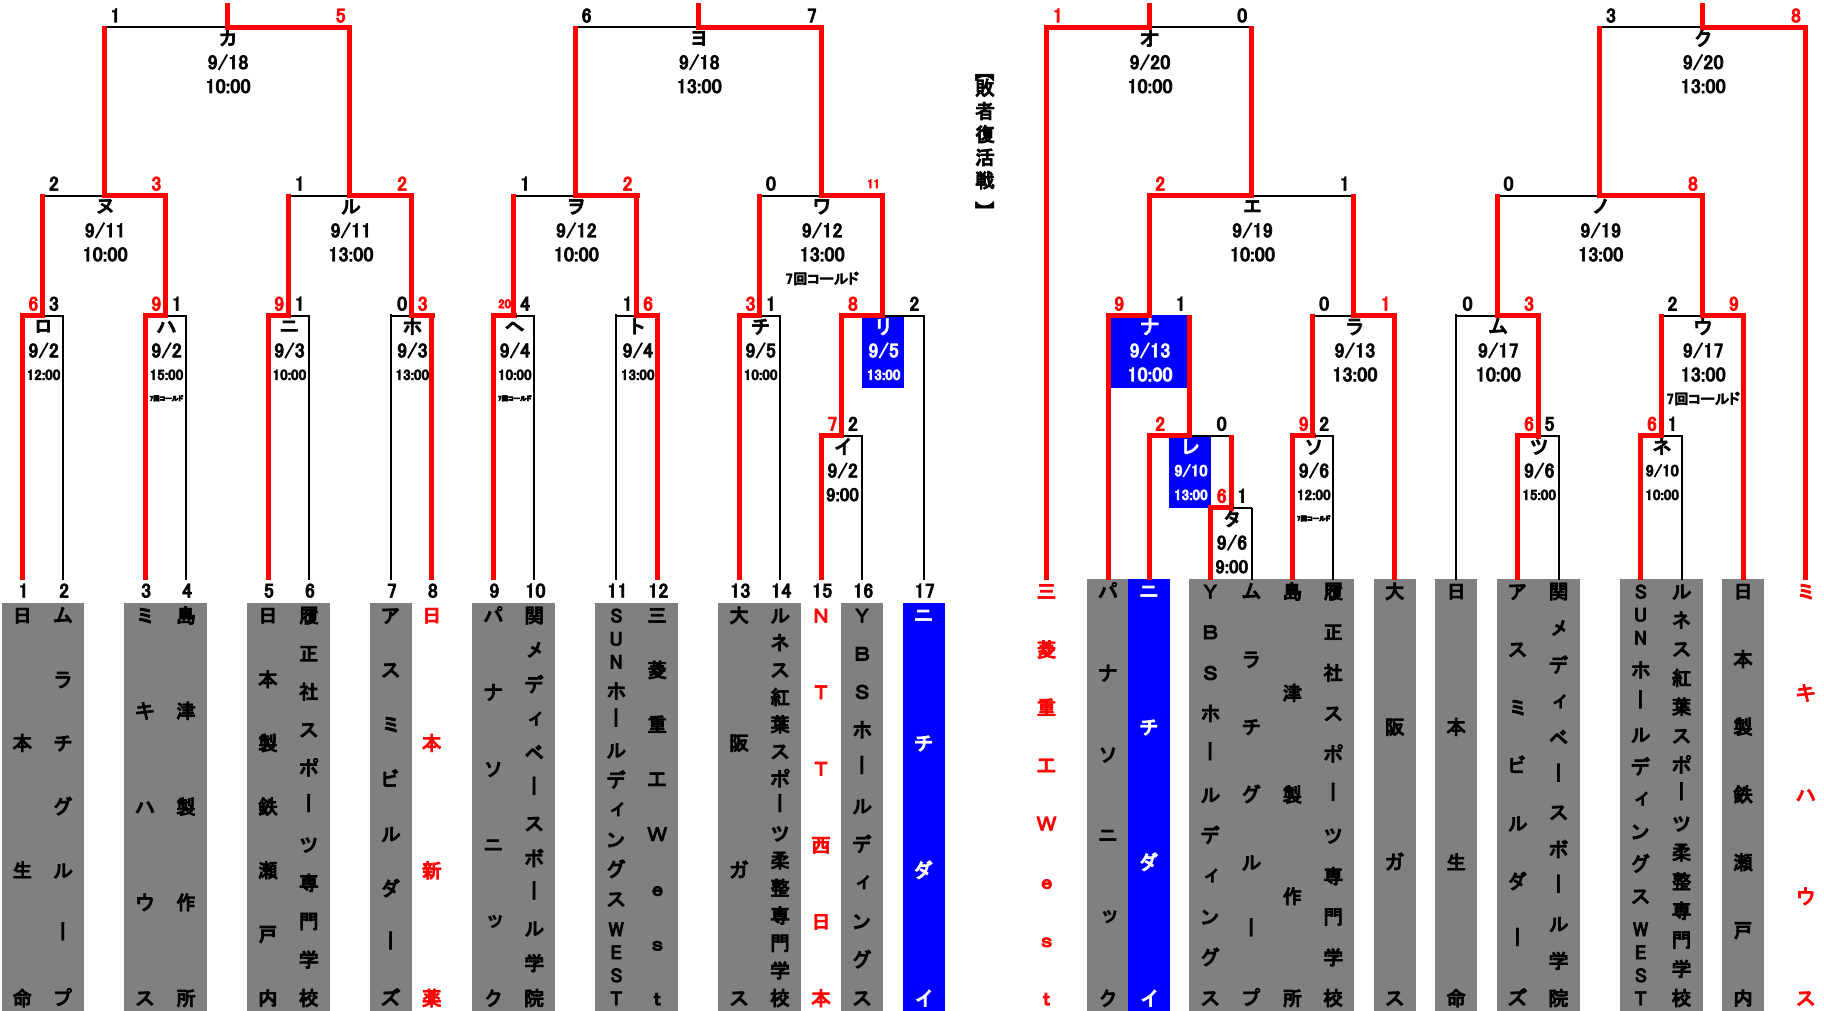 1 5
カ
9/18
10:00
6 7
ヨ
9/18
13:00
2 3
ヌ
9/11
10:00
1 2
ル
9/11
13:00
1 2
ヲ
9/12
10:00
0 11
ワ
9/12
13:00
7回コールド
6 3
ロ
9/2
12:00
9 1
ハ
9/2
15:00
7回コールド
9 1
ニ
9/3
10:00
0 3
ホ
9/3
13:00
20 4
ヘ
9/4
10:00
7回コールド
1 6
ト
9/4
13:00
3 1
チ
9/5
10:00
8 2
リ
9/5
13:00
7 2
イ
9/2
9:00
1 日本生命
2 ムラチグループ
3 ミキハウス
4 島津製作所
5 日本製鉄瀬戸内
6 履正社スポーツ専門学校
7 アスミビルダーズ
8 日本新薬
9 パナソニック
10 関メディベースボール学院
11 SUNホールディングスWEST
12 三菱重工West
13 大阪ガス
14 ルネス紅葉スポーツ柔整専門学校
15 NTT西日本
16 YBSホールディングス
17 ニチダイ
【敗者復活戦】
1 0
オ
9/20
10:00
3 8
ク
9/20
13:00
2 1
エ
9/19
10:00
0 8
ノ
9/19
13:00
9 1
ナ
9/13
10:00
0 1
ラ
9/13
13:00
0 3
ム
9/17
10:00
2 9
ウ
9/17
13:00
7回コールド
2 0
レ
9/10
13:00
9 2
ソ
9/6
12:00
7回コールド
6 5
ツ
9/6
15:00
6 1
ネ
9/10
10:00
6 1
タ
9/6
9:00
三菱重工West
パナソニック
ニチダイ
YBSホールディングス
ムラチグループ
島津製作所
履正社スポーツ専門学校
大阪ガス
日本生命
アスミビルダーズ
関メディベースボール学院
SUNホールディングスWEST
ルネス紅葉スポーツ柔整専門学校
日本製鉄瀬戸内
ミキハウス